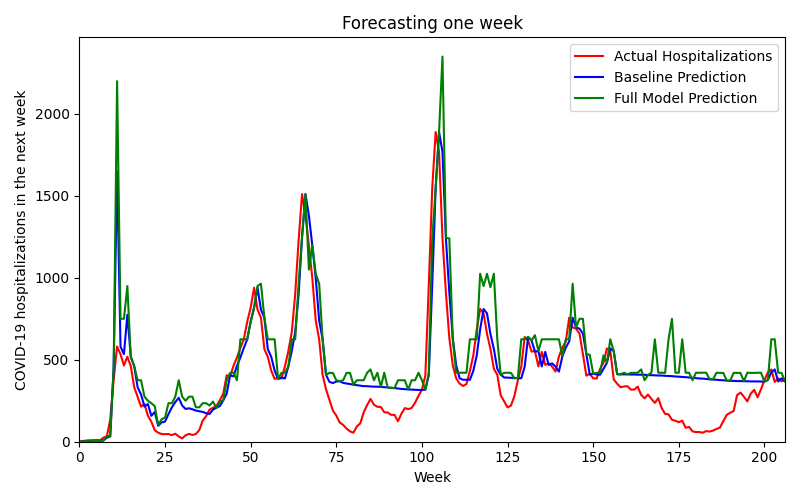 Forecasting one week
COVID-19 hospitalizations in the next week
2000
1500
1000
500
0
Actual Hospitalizations
Baseline Prediction
Full Model Prediction
0 25 50 75 100 125 150 175 200
Week